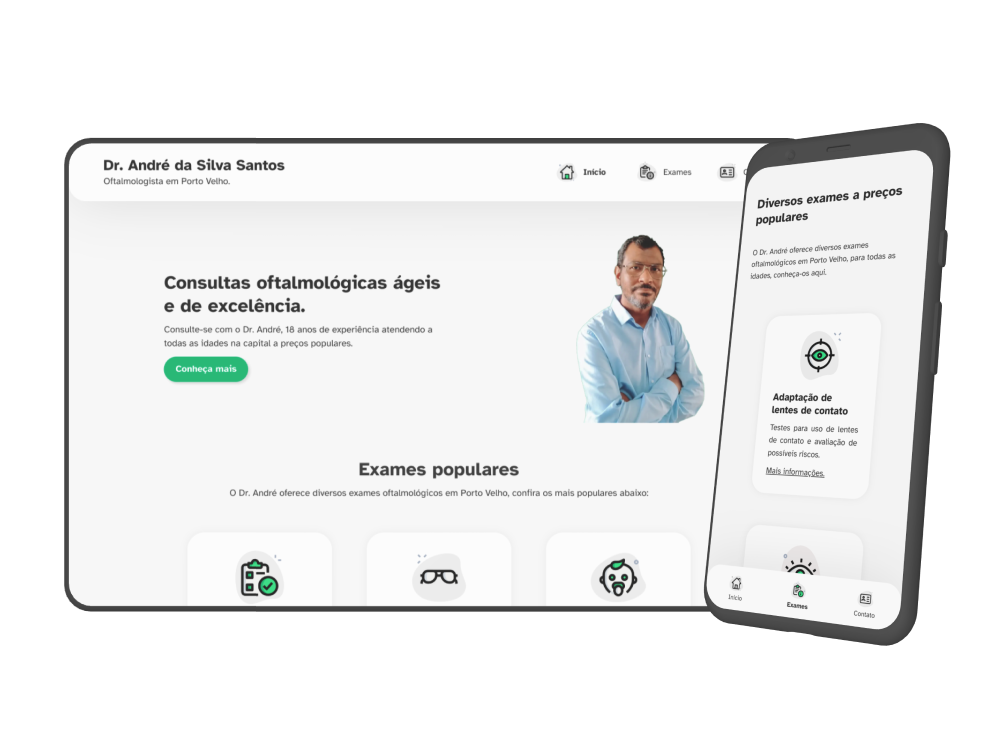 Dr. André da Silva Santos
Oftalmologista em Porto Velho.
Início
Exames
Consultas oftalmológicas ágeis
e de excelência.
Consulte-se com o Dr. André, 18 anos de experiência atendendo a
todas as idades na capital a preços populares.
Conheça mais
Exames populares
O Dr. André oferece diversos exames oftalmológicos em Porto Velho, confira os mais populares abaixo:
Diversos exames a preços
populares
O Dr. André oferece diversos exames
oftalmológicos em Porto Velho, para todas as
idades, conheça-os aqui.
Adaptação de
lentes de contato
Testes para uso de lentes
de contato e avaliação de
possíveis riscos.
Mais informações.
Início
Exames
Contato